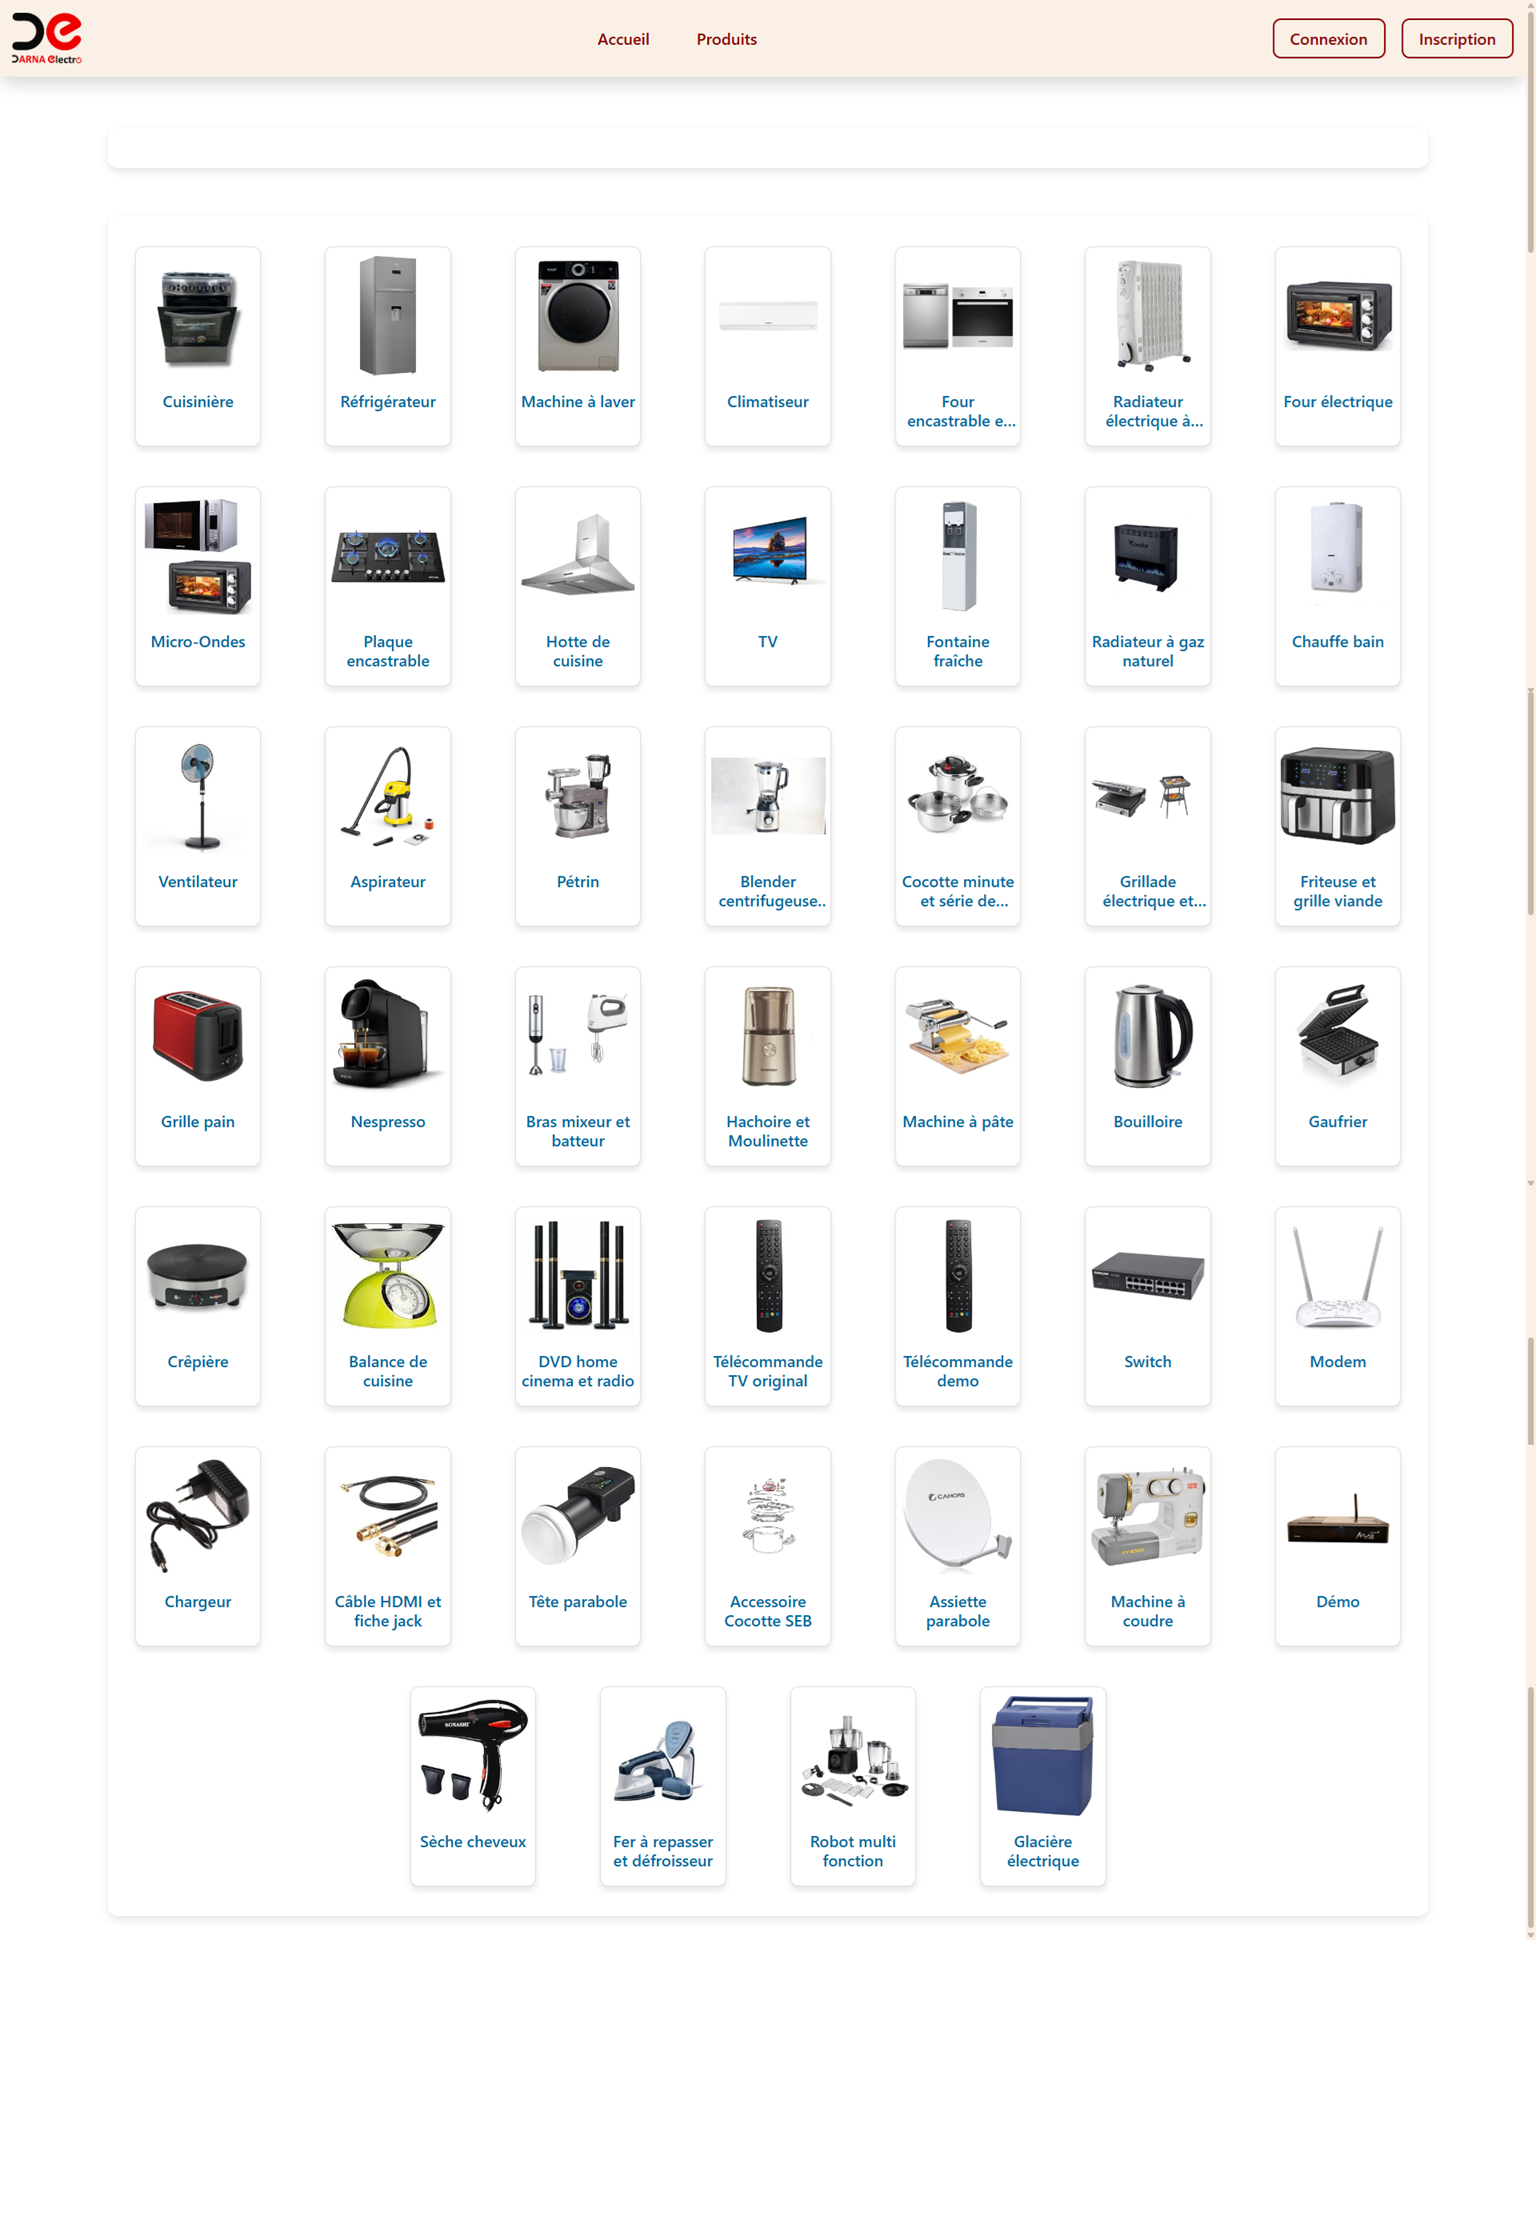 DARNA electro
Accueil
Produits
Connexion
Inscription
Cuisinière
Réfrigérateur
Machine à laver
Climatiseur
Four
encastrable e...
Radiateur
électrique à...
Four électrique
Micro-Ondes
Plaque
encastrable
Hotte de
cuisine
TV
Fontaine
fraîche
Radiateur à gaz
naturel
Chauffe bain
Ventilateur
Aspirateur
Pétrin
Blender
centrifugeuse..
Cocotte minute
et série de...
Grillade
électrique et...
Friteuse et
grille viande
Grille pain
Nespresso
Bras mixeur et
batteur
Hachoire et
Moulinette
Machine à pâte
Bouilloire
Gaufrier
Crêpière
Balance de
cuisine
DVD home
cinema et radio
Télécommande
TV original
Télécommande
demo
Switch
Modem
CAHORS
Chargeur
Câble HDMI et
fiche jack
Tête parabole
Accessoire
Cocotte SEB
Assiette
parabole
Machine à
coudre
Démo
SONASHI
Sèche cheveux
Fer à repasser
et défroisseur
Robot multi
fonction
Glacière
électrique